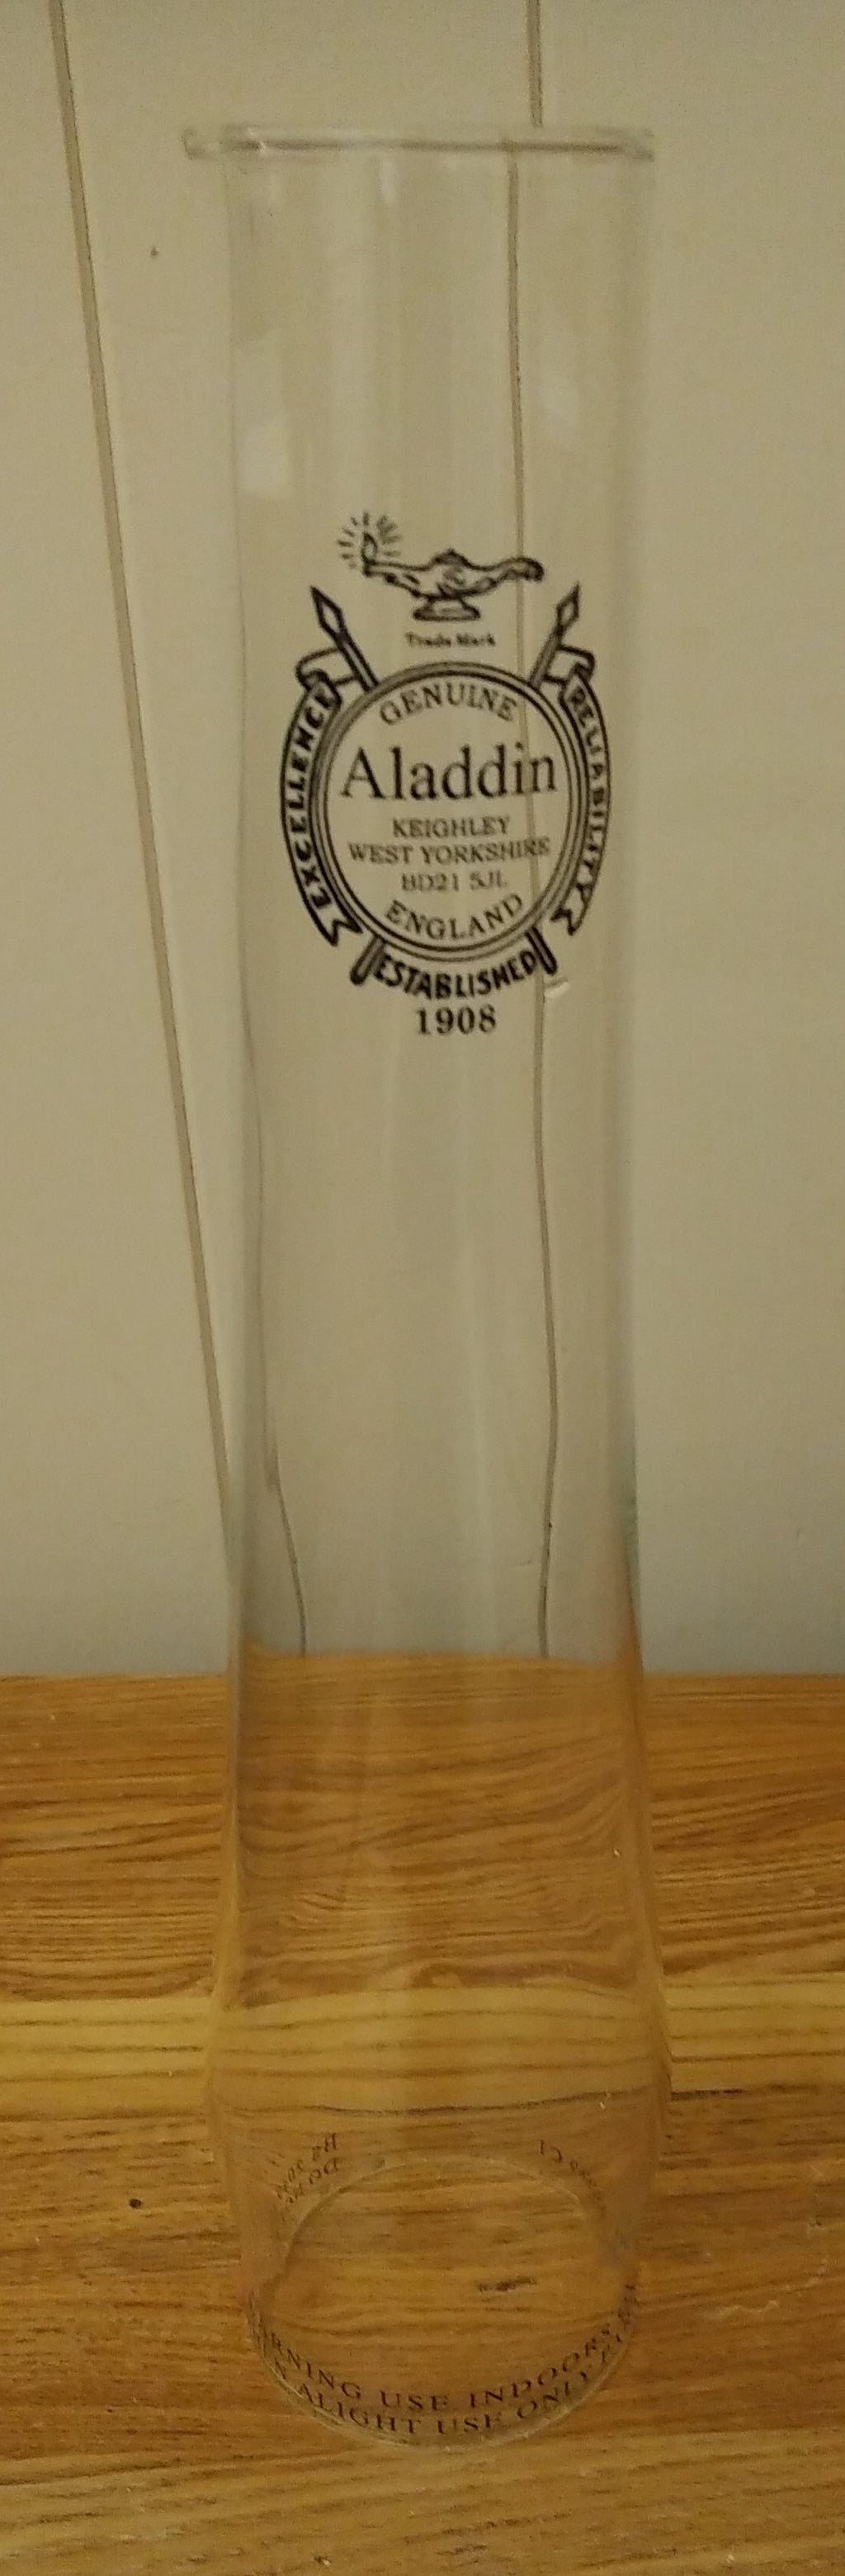 Trade Mark
EXCELLENCE
RELIABILITY
GENUINE
Aladdin
KEIGHLEY
WEST YORKSHIRE
BD21 5JL
ENGLAND
ESTABLISHED
1908
USE INDOORS
ALIGHT USE ONLY